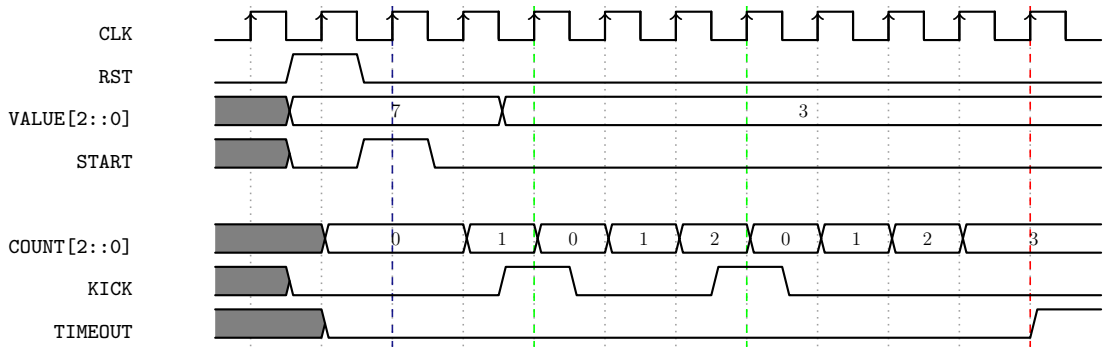 CLK
RST
VALUE[2::0] 7 3
START
COUNT[2::0] 0 1 0 1 2 0 1 2 3
KICK
TIMEOUT